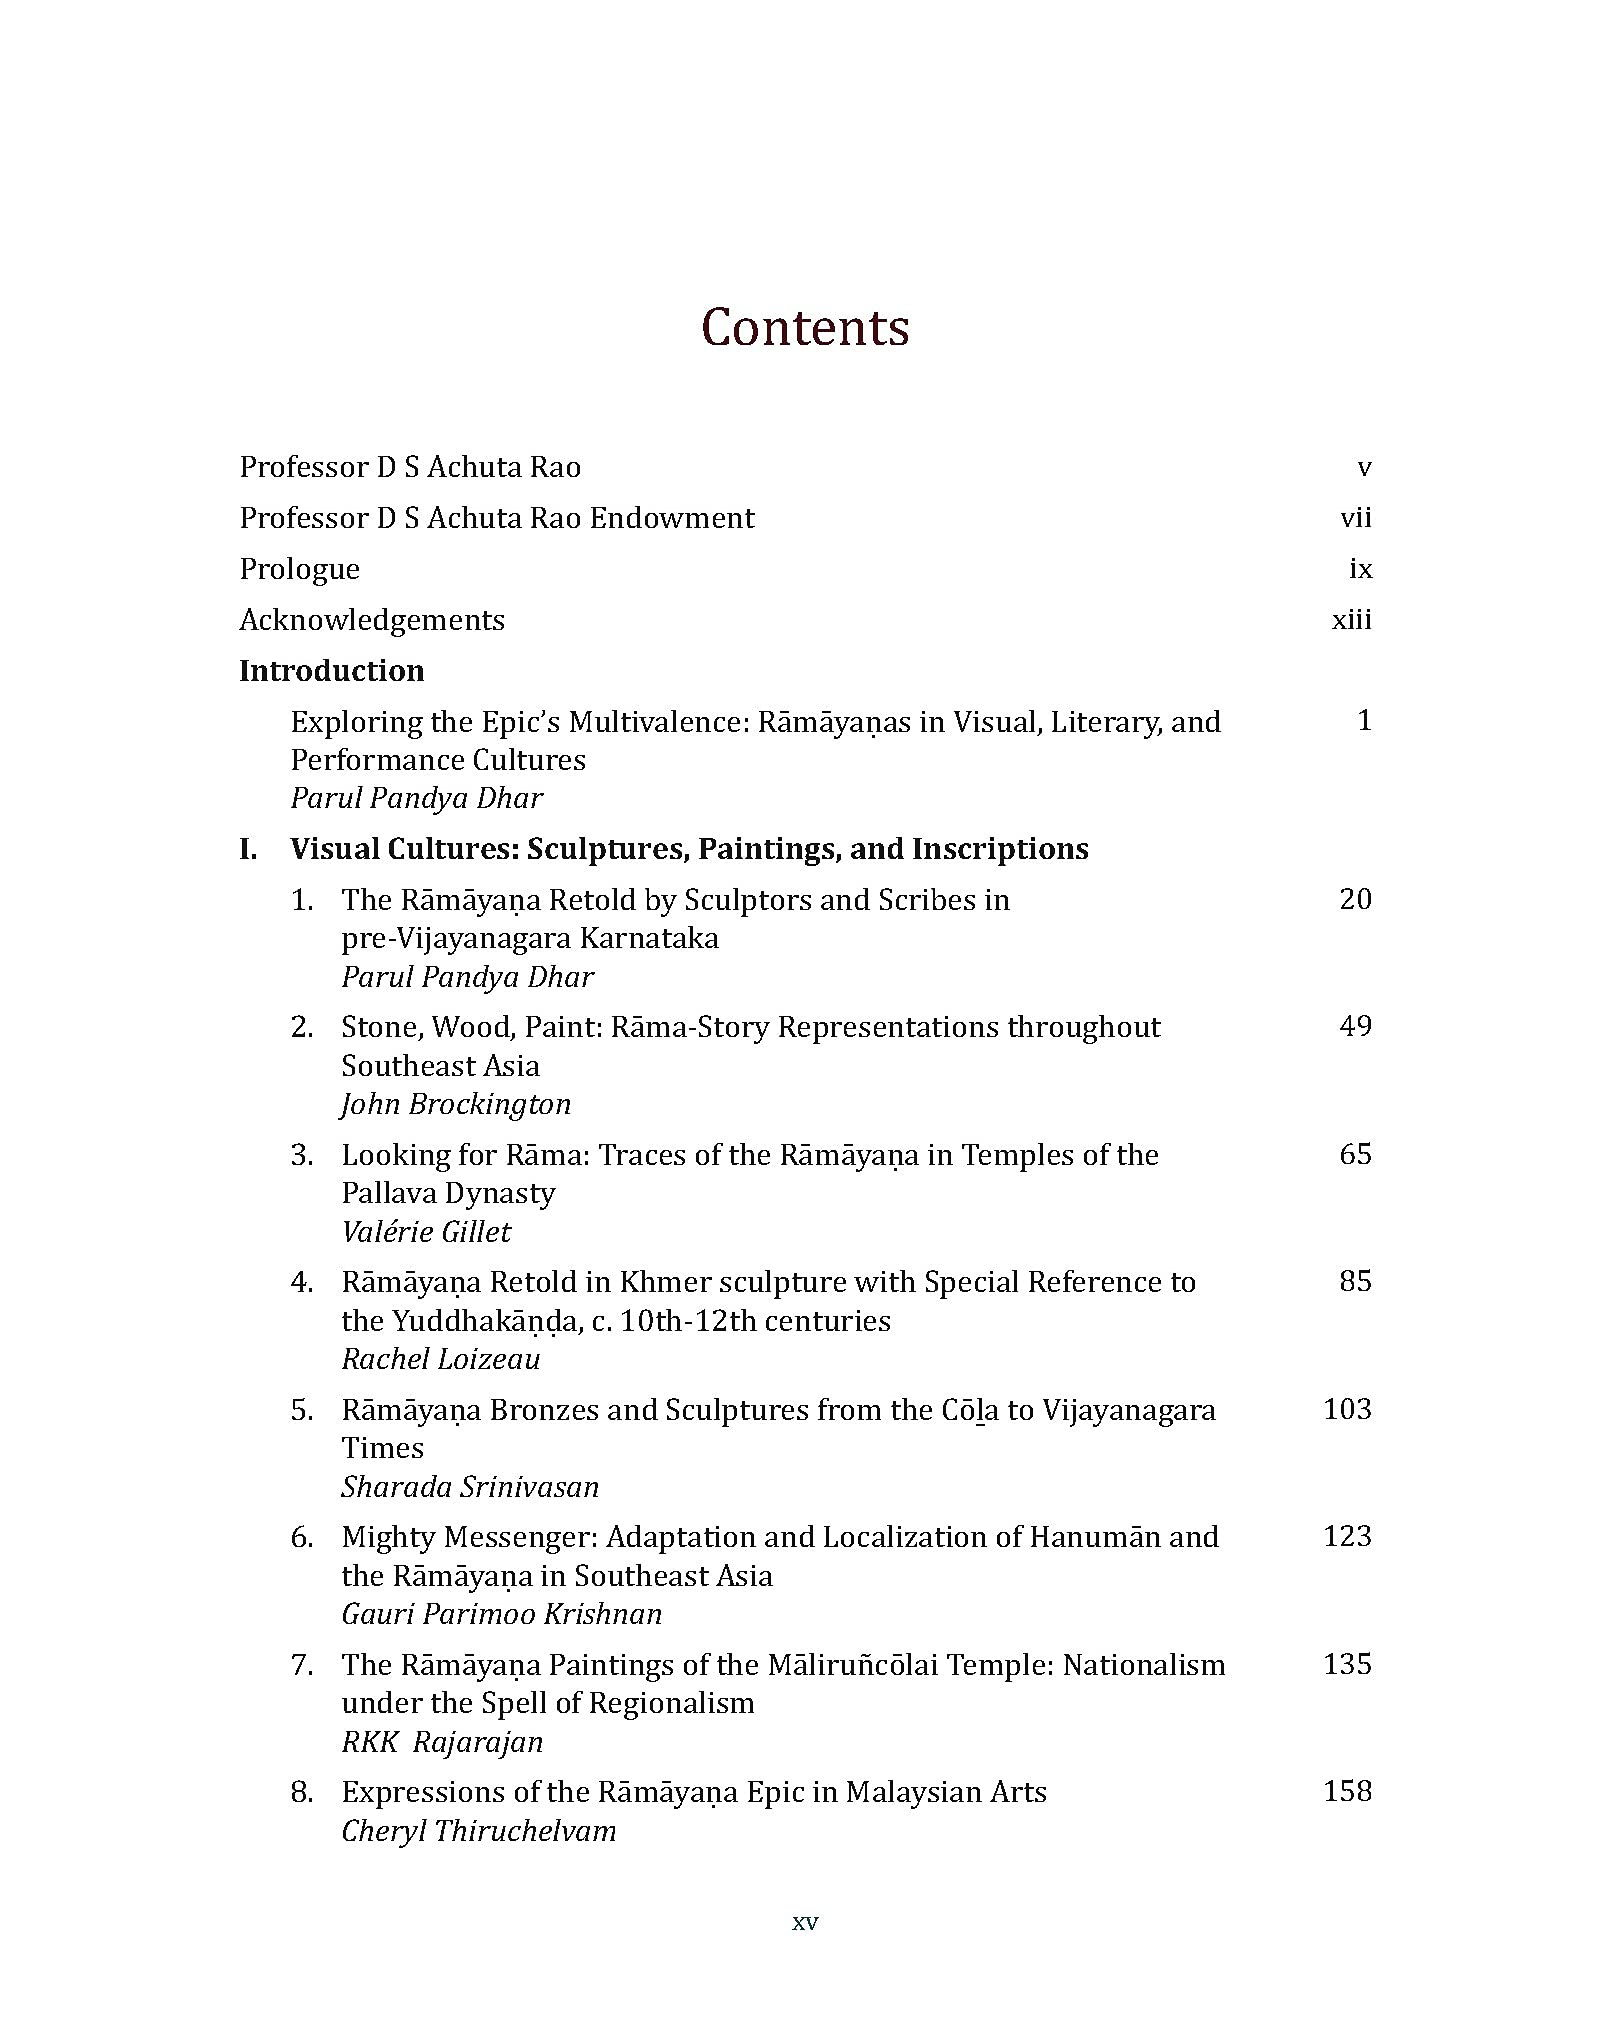 Contents
Professor D S Achuta Rao v
Professor D S Achuta Rao Endowment vii
Prologue ix
Acknowledgements xiii
Introduction
Exploring the Epic’s Multivalence: Rāmāyaṇas in Visual, Literary, and 1
Performance Cultures
Parul Pandya Dhar
I. Visual Cultures: Sculptures, Paintings, and Inscriptions
1. The Rāmāyaṇa Retold by Sculptors and Scribes in 20
pre-Vijayanagara Karnataka
Parul Pandya Dhar
2. Stone, Wood, Paint: Rāma-Story Representations throughout 49
Southeast Asia
John Brockington
3. Looking for Rāma: Traces of the Rāmāyaṇa in Temples of the 65
Pallava Dynasty
Valérie Gillet
4. Rāmāyaṇa Retold in Khmer sculpture with Special Reference to 85
the Yuddhakāṇḍa, c. 10th-12th centuries
Rachel Loizeau
5. Rāmāyaṇa Bronzes and Sculptures from the Cōḻa to Vijayanagara 103
Times
Sharada Srinivasan
6. Mighty Messenger: Adaptation and Localization of Hanumān and 123
the Rāmāyaṇa in Southeast Asia
Gauri Parimoo Krishnan
7. The Rāmāyaṇa Paintings of the Māliruñcōlai Temple: Nationalism 135
under the Spell of Regionalism
RKK Rajarajan
8. Expressions of the Rāmāyaṇa Epic in Malaysian Arts 158
Cheryl Thiruchelvam
xv